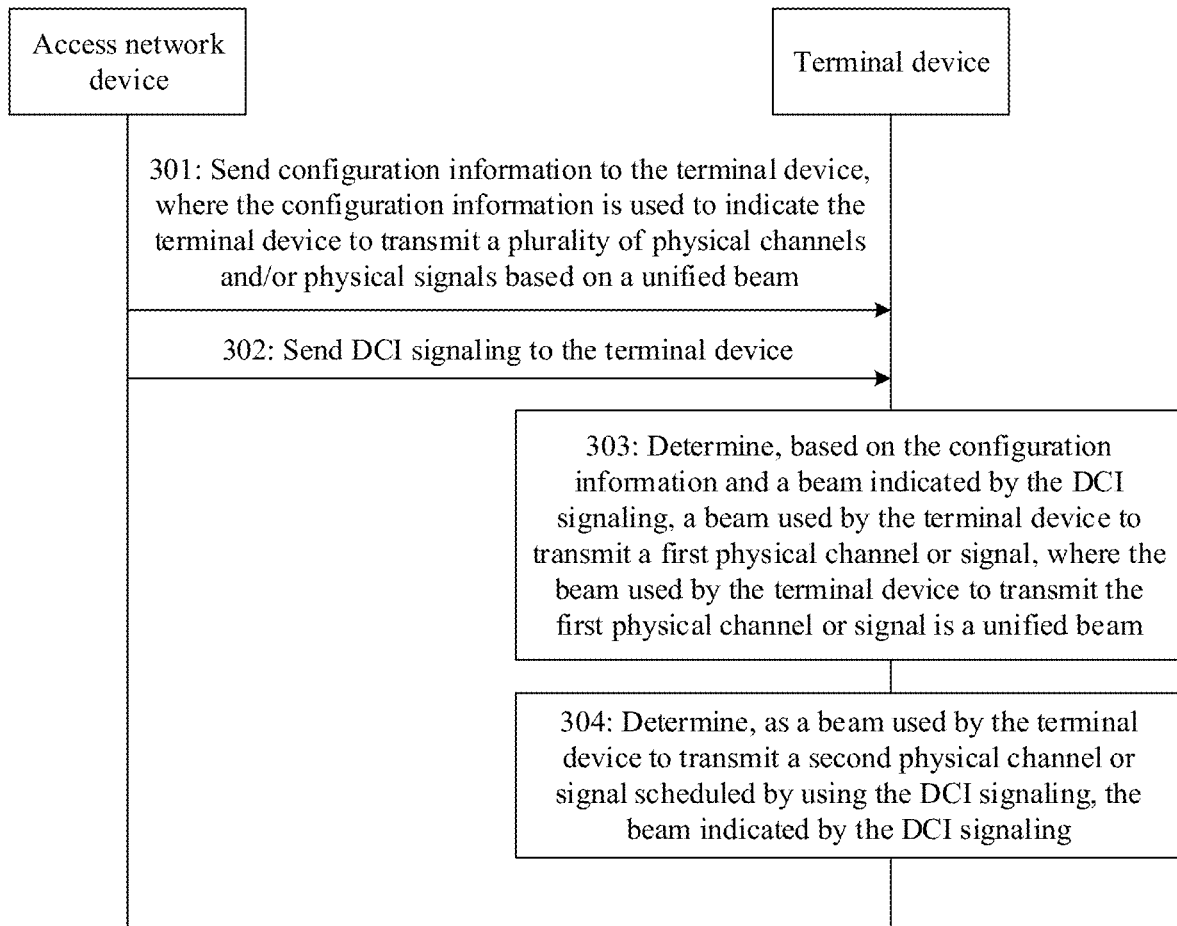 Access network
device
Terminal device
301: Send configuration information to the terminal device,
where the configuration information is used to indicate the
terminal device to transmit a plurality of physical channels
and/or physical signals based on a unified beam
302: Send DCI signaling to the terminal device
303: Determine, based on the configuration
information and a beam indicated by the DCI
signaling, a beam used by the terminal device to
transmit a first physical channel or signal, where the
beam used by the terminal device to transmit the
first physical channel or signal is a unified beam
304: Determine, as a beam used by the terminal
device to transmit a second physical channel or
signal scheduled by using the DCI signaling, the
beam indicated by the DCI signaling